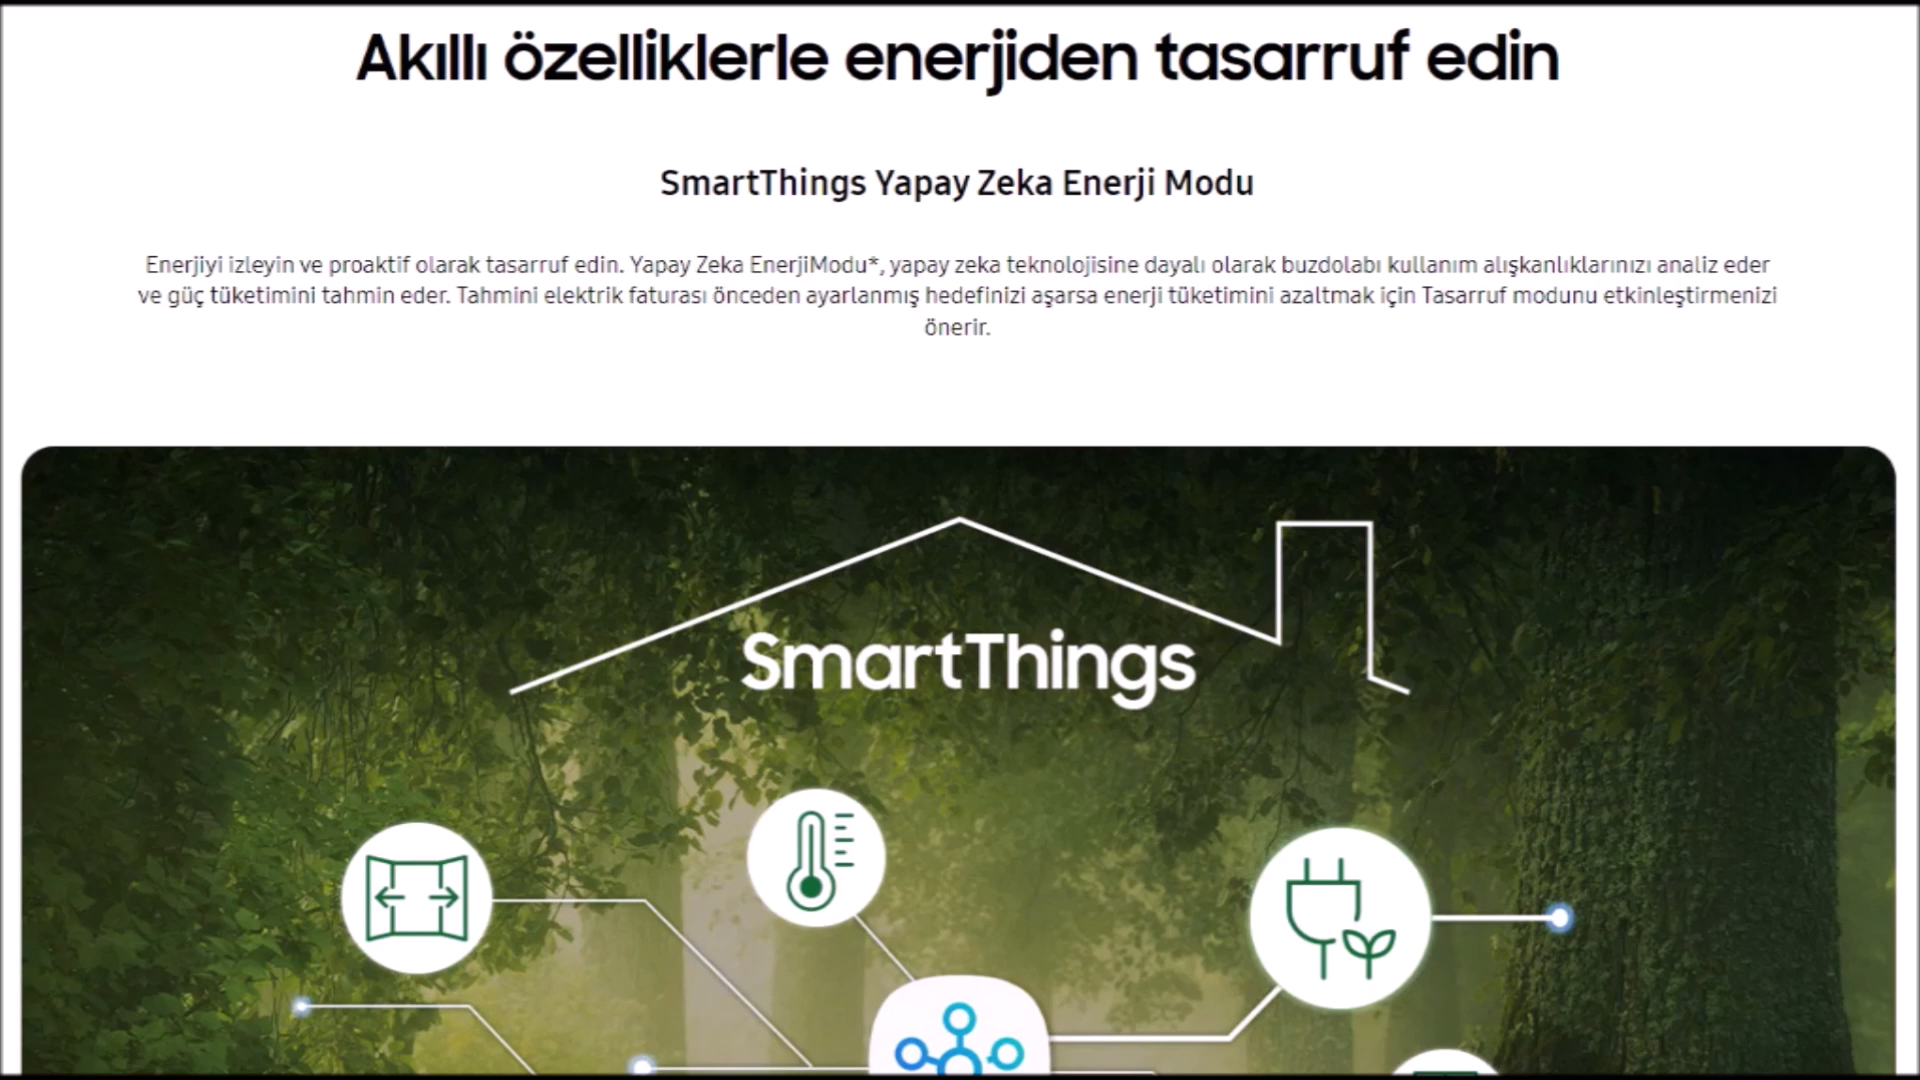 Akıllı özelliklerle enerjiden tasarruf edin
SmartThings Yapay Zeka Enerji Modu
Enerjiyi izleyin ve proaktif olarak tasarruf edin. Yapay Zeka EnerjiModu*, yapay zeka teknolojisine dayalı olarak buzdolabı kullanım alışkanlıklarınızı analiz eder
ve güç tüketimini tahmin eder. Tahmini elektrik faturası önceden ayarlanmış hedefinizi aşarsa enerji tüketimini azaltmak için Tasarruf modunu etkinleştirmenizi
önerir.
SmartThings